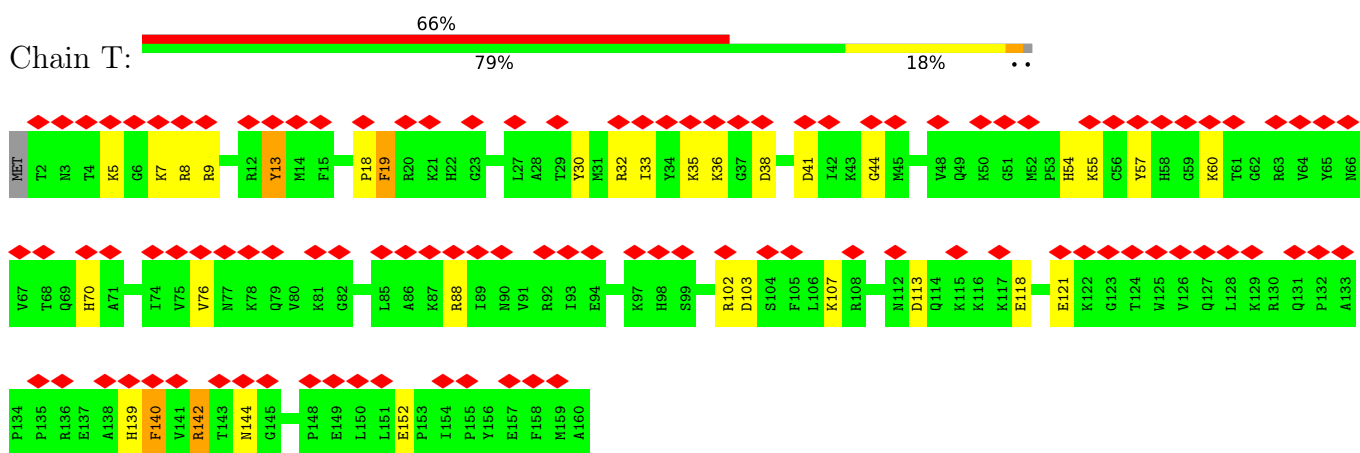 66%
Chain T:
79% 18% • •
MET T2 N3 T4 K5 G6 K7 R8 R9 R12 Y13 M14 F15 P18 F19 R20 K21 H22 G23 L27 A28 T29 Y30 M31 R32 I33 Y34 K35 K36 G37 D38 D41 I42 K43 G44 M45 V48 Q49 K50 G51 M52 P53 H54 K55 C56 Y57 H58 G59 K60 T61 G62 R63 V64 Y65 N66
V67 T68 Q69 H70 A71 I74 V75 V76 N77 K78 Q79 V80 K81 G82 L85 A86 K87 R88 I89 N90 V91 R92 I93 E94 K97 H98 S99 R102 D103 S104 F105 L106 K107 R108 N112 D113 Q114 K115 K116 K117 E118 E121 K122 G123 T124 W125 V126 Q127 L128 K129 R130 Q131 P132 A133
P134 P135 R136 E137 A138 H139 F140 V141 R142 T143 N144 G145 P148 E149 L150 L151 E152 P153 I154 P155 Y156 E157 F158 M159 A160